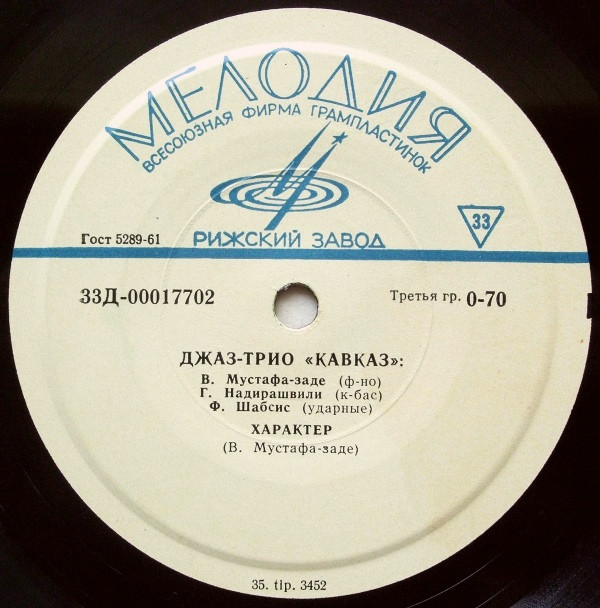 МЕЛОДИЯ
ВСЕСОЮЗНАЯ ФИРМА ГРАМПЛАСТИНОК
33
Гост 5289-61
РИЖСКИЙ ЗАВОД
33Д-00017702
Третья гр. 0-70
ДЖАЗ-ТРИО «КАВКАЗ»:
В. Мустафа-заде (ф-но)
Г. Надирашвили (к-бас)
Ф. Шабсис (ударные)
ХАРАКТЕР
(В. Мустафа-заде)
35. tip. 3452